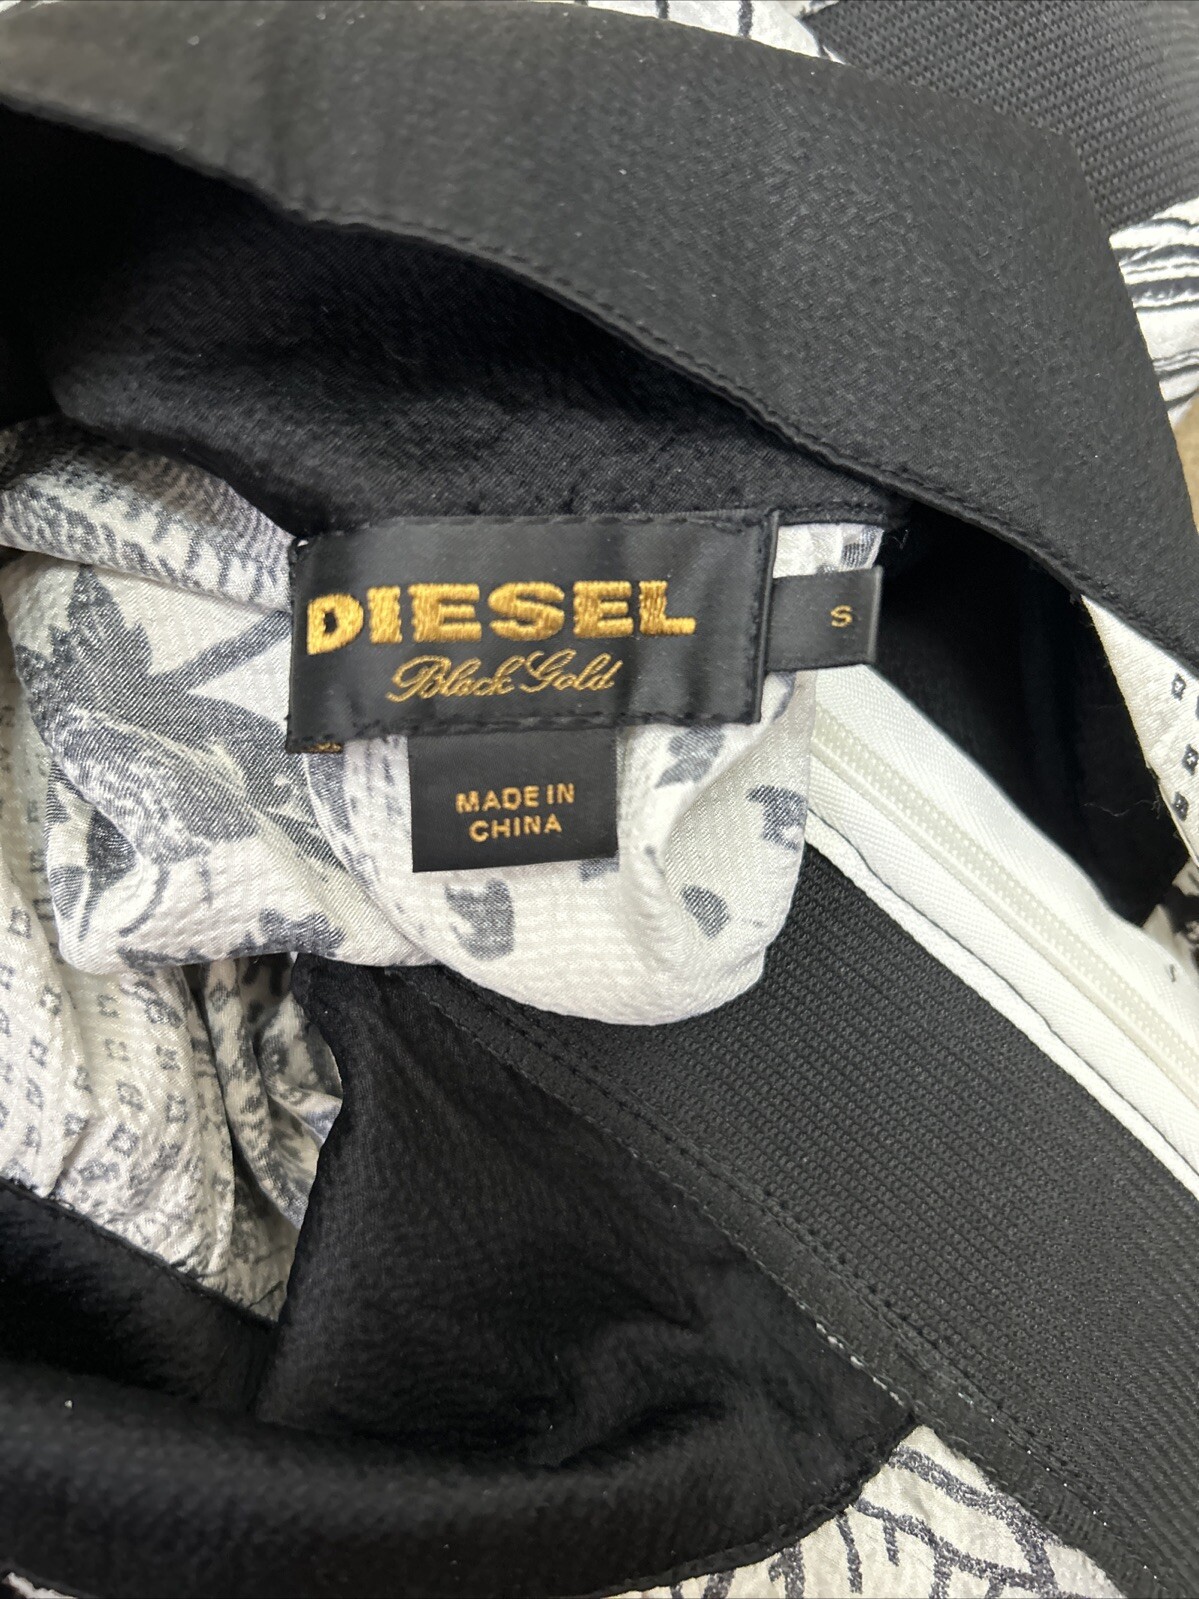 DIESEL
Black Gold
S
MADE IN
CHINA